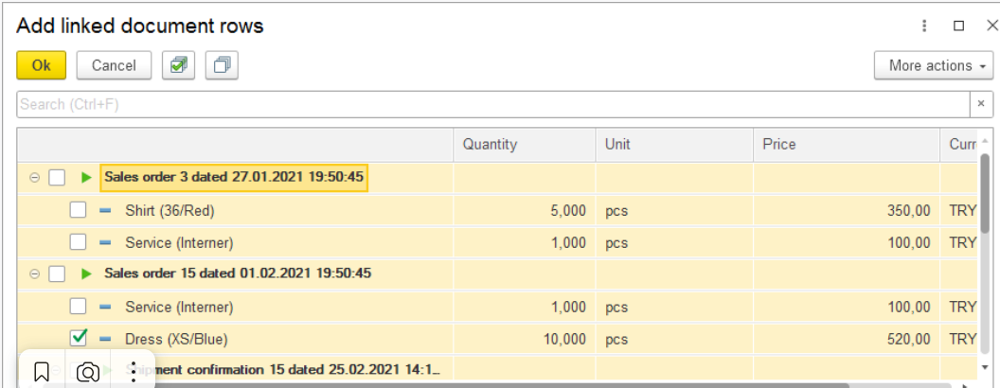 Add linked document rows
Ok Cancel More actions
Search (Ctrl+F)
Quantity Unit Price
Sales order 3 dated 27.01.2021 19:50:45
Shirt (36/Red) 5,000 pcs 350,00 TRY
Service (Interner) 1,000 pcs 100,00 TRY
Sales order 15 dated 01.02.2021 19:50:45
Service (Interner) 1,000 pcs 100,00 TRY
Dress (XS/Blue) 10,000 pcs 520,00 TRY
confirmation 15 dated 25.02.2021 14:1...